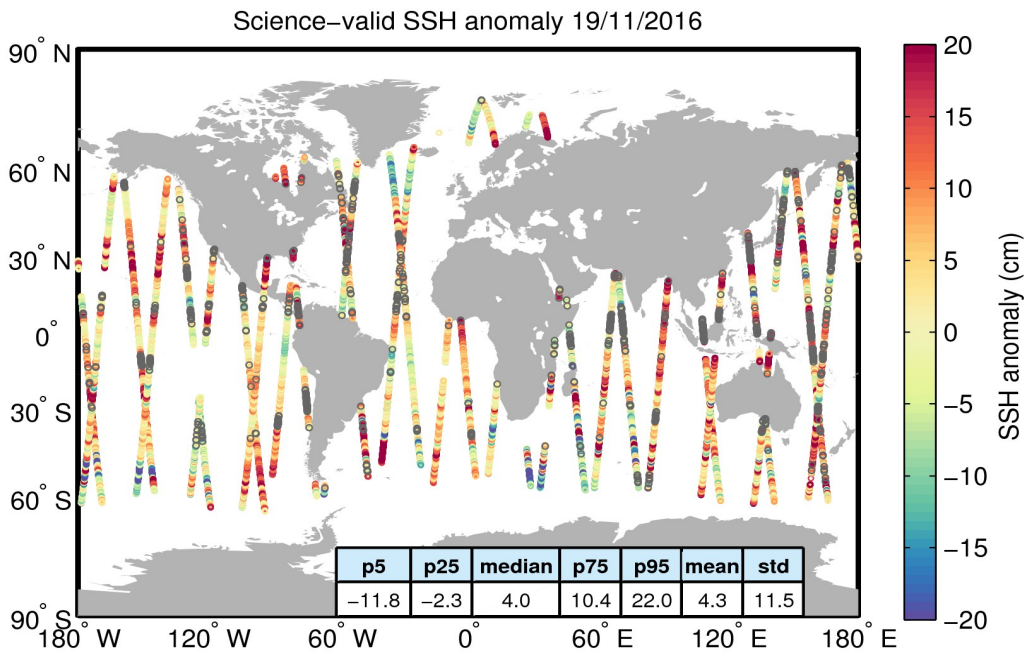 Science−valid SSH anomaly 19/11/2016
90° N
60° N
30° N
0°
30° S
60° S
90° S
180° W
120° W
60° W
0°
60° E
120° E
180° E
p5 p25 median p75 p95 mean std
−11.8 −2.3 4.0 10.4 22.0 4.3 11.5
20
15
10
5
0
−5
−10
−15
−20
SSH anomaly (cm)